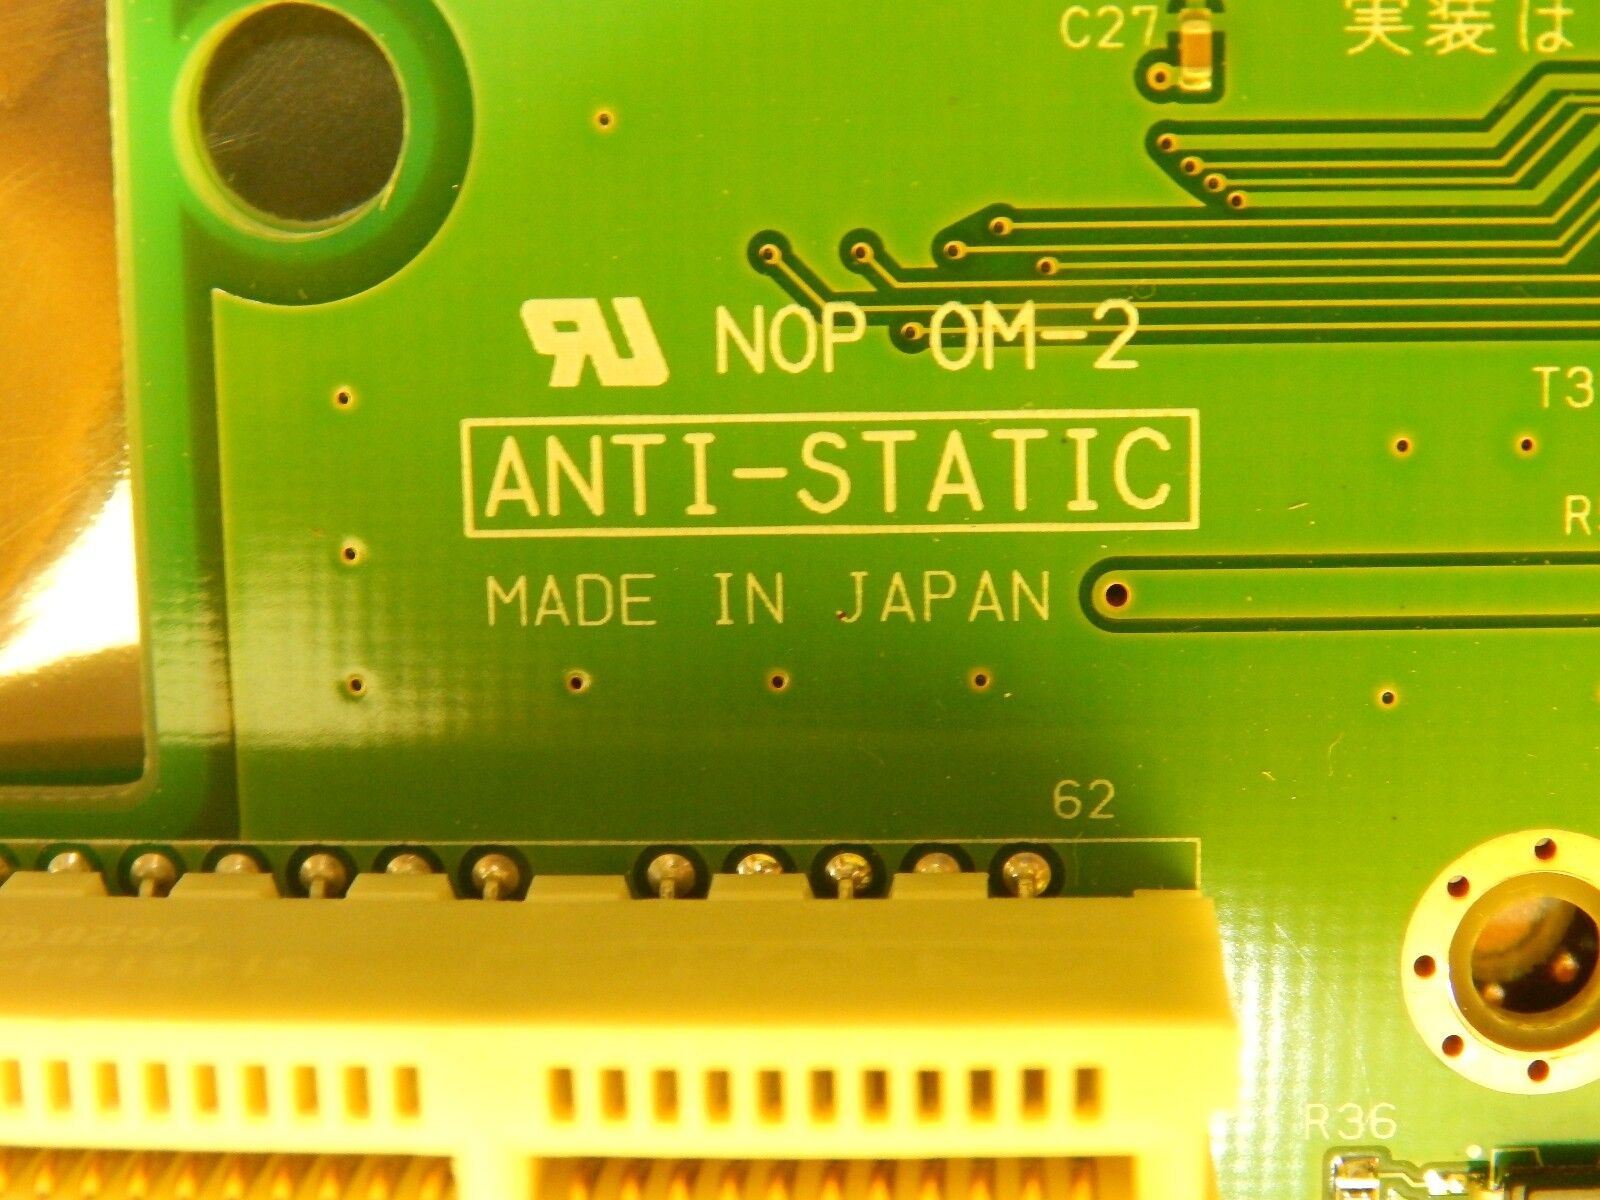 C27
実装は
NOP OM-2
T3
ANTI-STATIC
MADE IN JAPAN
62
R36